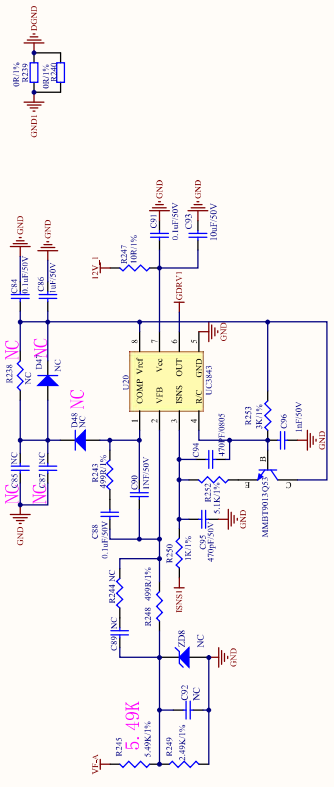 DGND
0R/1%
R239
0R/1%
R240
GND1
GND
C91
0.1uF/50V
GND
C93
10uF/50V
GND
C84
0.1uF/50V
GND
C86
1uF/50V
12V_1
R247
10R/1%
GDRV1
R238
NC
NC
D47
NC
NC
D48
NC
NC
U20
UC3843
8
7
6
5
COMP Vref
VFB Vcc
ISNS OUT
R/C GND
1
2
3
4
GND
C85 NC
NC
C87 NC
NC
GND
R243
499R/1%
C90
1NF/50V
C88
0.1uF/50V
C94
470PF/0805
R252
5.1K/1%
R253
3K/1%
C96
1nF/50V
GND
E
B
C
MMBT9013
Q55
C95
470pF/50V
GND
R250
1K/1%
ISNS1
R244 NC
C89 NC
R248
499R/1%
ZD8
NC
C92
NC
GND
VF-A
R245
5.49K/1%
5.49K
R249
2.49K/1%